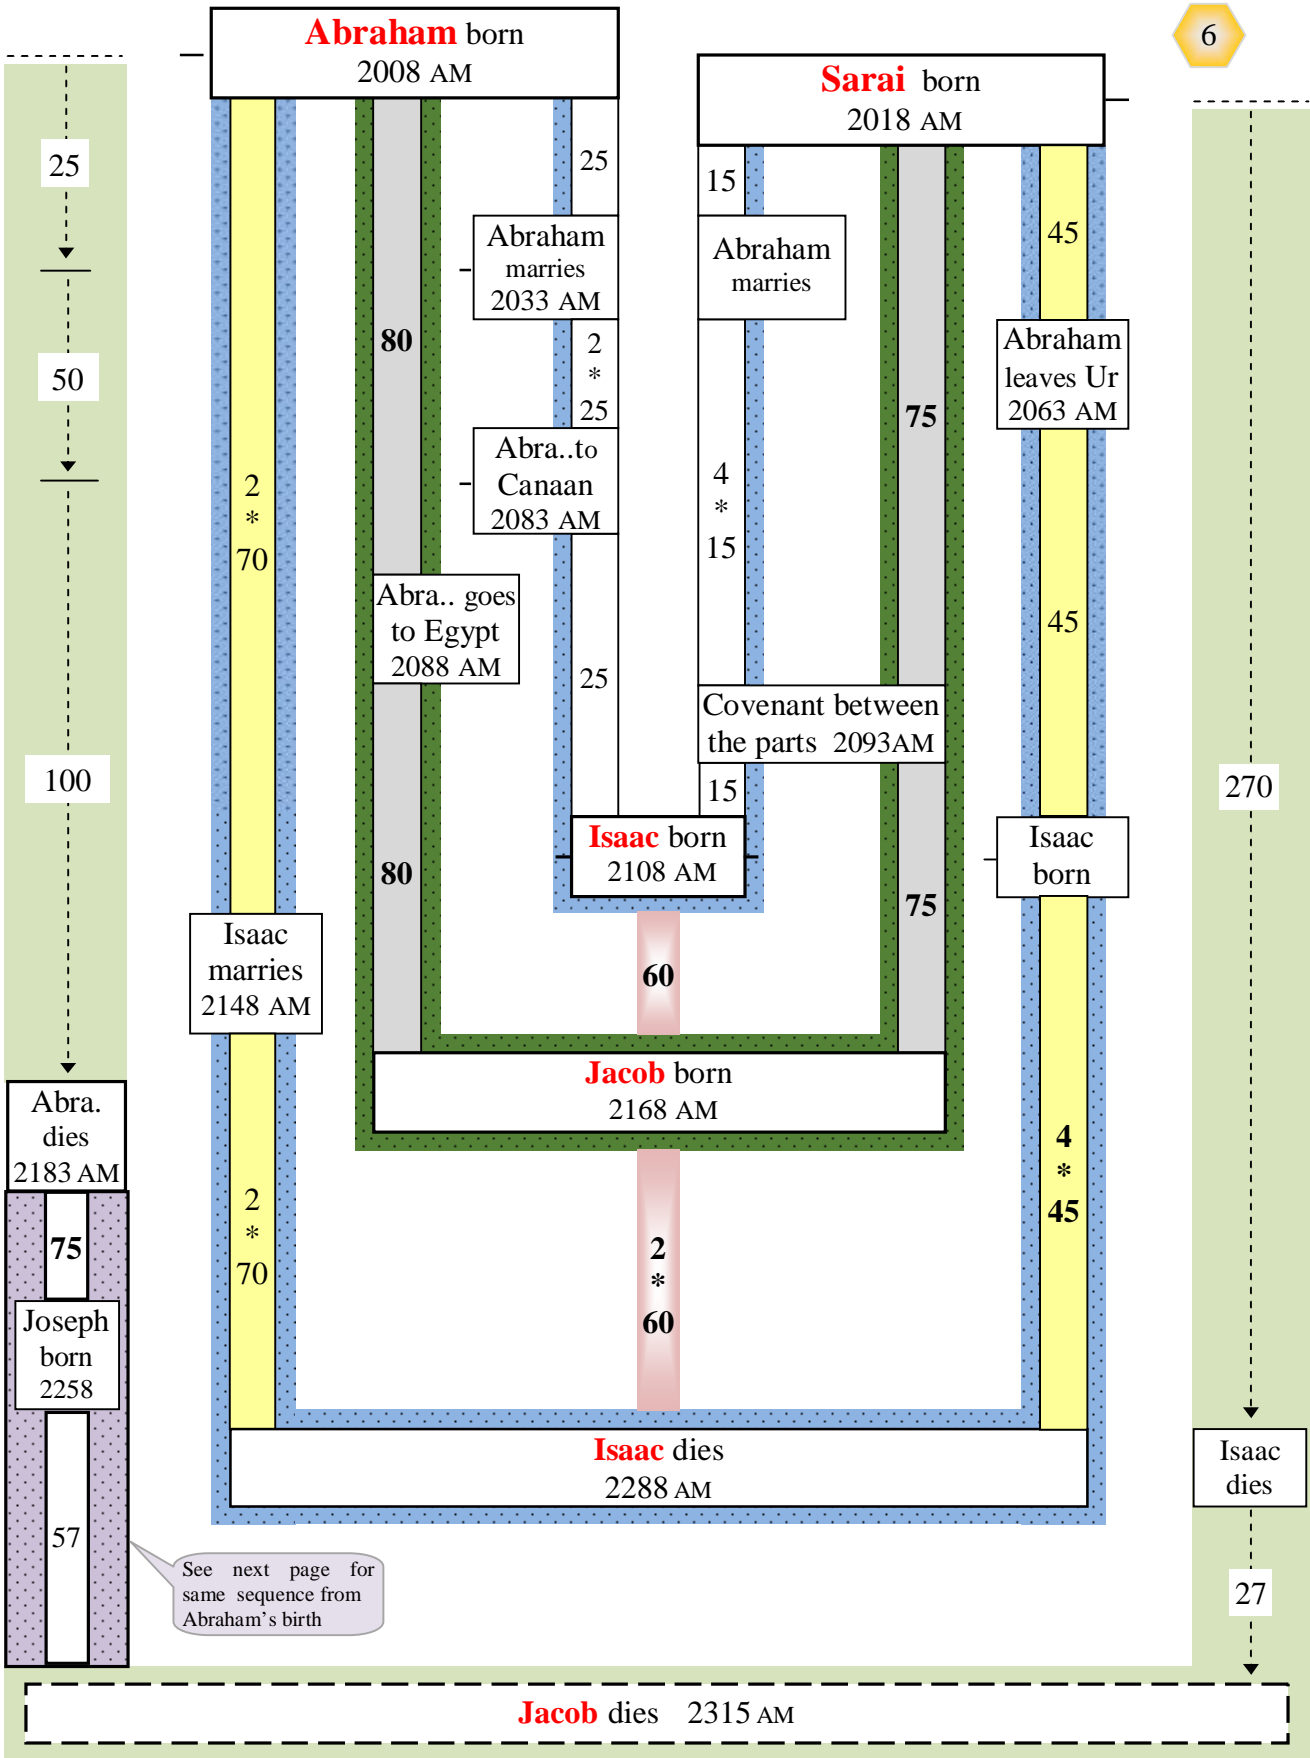 Abraham born
2008 AM
6
Sarai born
2018 AM
25
25
15
45
Abraham
marries
2033 AM
Abraham
marries
50
80
2
*
25
Abraham
leaves Ur
2063 AM
75
Abra..to
Canaan
2083 AM
2
*
70
4
*
15
Abra.. goes
to Egypt
2088 AM
45
25
Covenant between
the parts 2093AM
100
15
270
Isaac born
2108 AM
Isaac
born
80
75
Isaac
marries
2148 AM
60
Jacob born
2168 AM
Abra.
dies
2183 AM
4
*
45
75
2
*
70
2
*
60
Joseph
born
2258
Isaac dies
2288 AM
Isaac
dies
57
See next page for
same sequence from
Abraham’s birth
27
Jacob dies 2315 AM